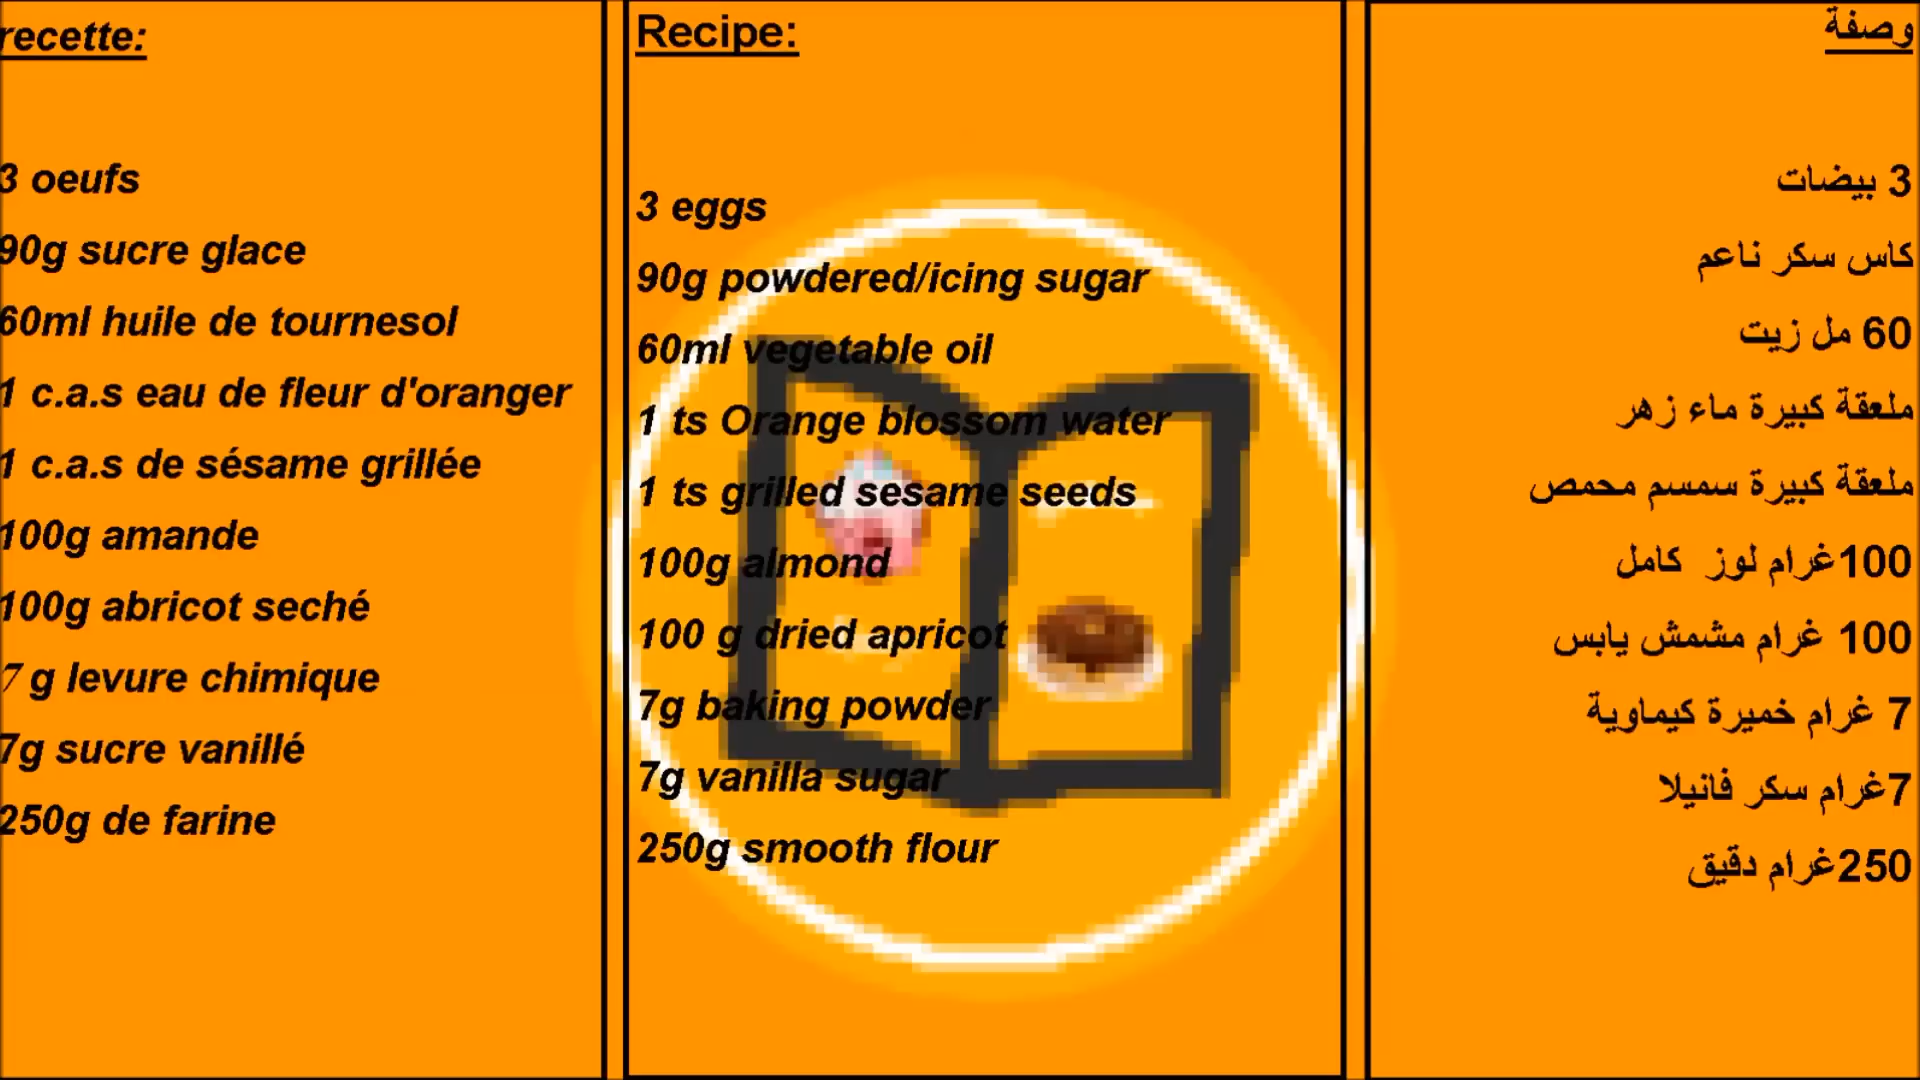 recette:
3 oeufs
90g sucre glace
60ml huile de tournesol
1 c.a.s eau de fleur d'oranger
1 c.a.s de sésame grillée
100g amande
100g abricot seché
7 g levure chimique
7g sucre vanillé
250g de farine
Recipe:
3 eggs
90g powdered/icing sugar
60ml vegetable oil
1 ts Orange blossom water
1 ts grilled sesame seeds
100g almond
100 g dried apricot
7g baking powder
7g vanilla sugar
250g smooth flour
وصفة
3 بيضات
كاس سكر ناعم
60 مل زيت
ملعقة كبيرة ماء زهر
ملعقة كبيرة سمسم محمص
100غرام لوز كامل
100 غرام مشمش يابس
7 غرام خميرة كيماوية
7غرام سكر فانيلا
250غرام دقيق